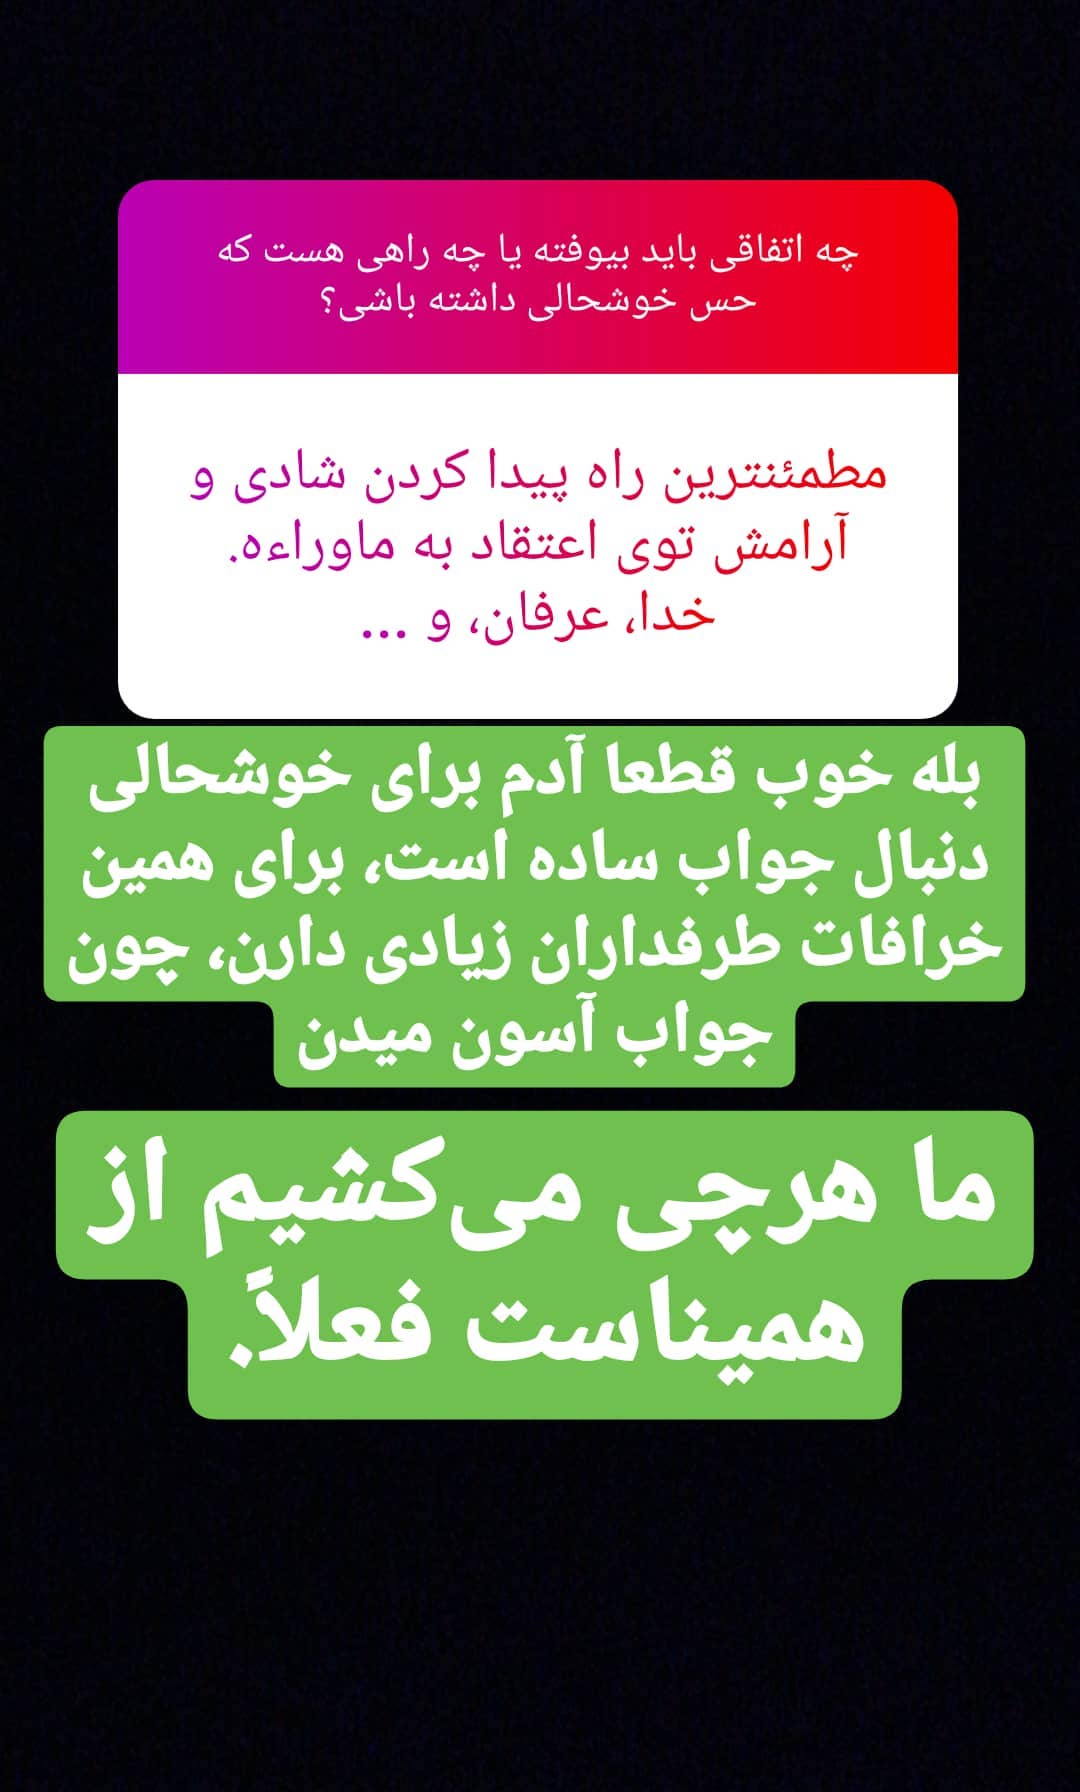 چه اتفاقی باید بیوفته یا چه راهی هست که
حس خوشحالی داشته باشی؟
مطمئنترین راه پیدا کردن شادی و
آرامش توی اعتقاد به ماوراءه.
خدا، عرفان، و ...
بله خوب قطعا آدم برای خوشحالی
دنبال جواب ساده است، برای همین
خرافات طرفداران زیادی دارن، چون
جواب آسون میدن
ما هرچی می‌کشیم از
همیناست فعلاً.